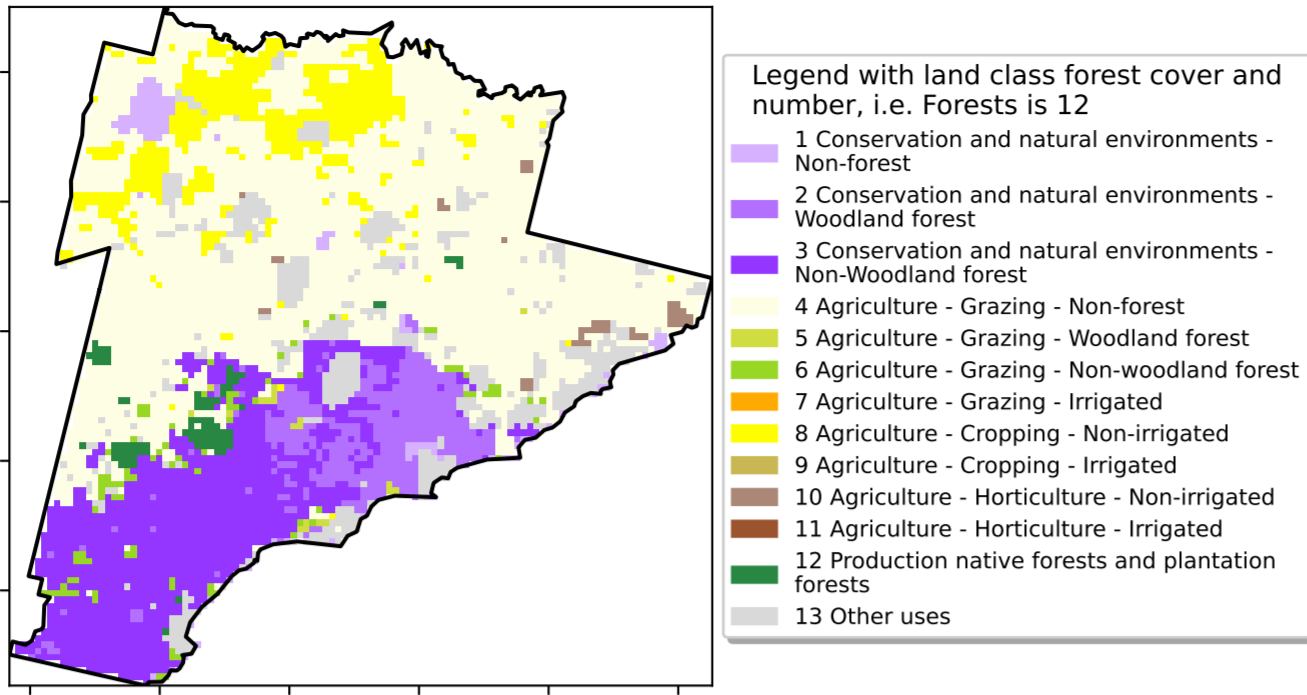 Legend with land class forest cover and
number, i.e. Forests is 12
1 Conservation and natural environments -
Non-forest
2 Conservation and natural environments -
Woodland forest
3 Conservation and natural environments -
Non-Woodland forest
4 Agriculture - Grazing - Non-forest
5 Agriculture - Grazing - Woodland forest
6 Agriculture - Grazing - Non-woodland forest
7 Agriculture - Grazing - Irrigated
8 Agriculture - Cropping - Non-irrigated
9 Agriculture - Cropping - Irrigated
10 Agriculture - Horticulture - Non-irrigated
11 Agriculture - Horticulture - Irrigated
12 Production native forests and plantation
forests
13 Other uses